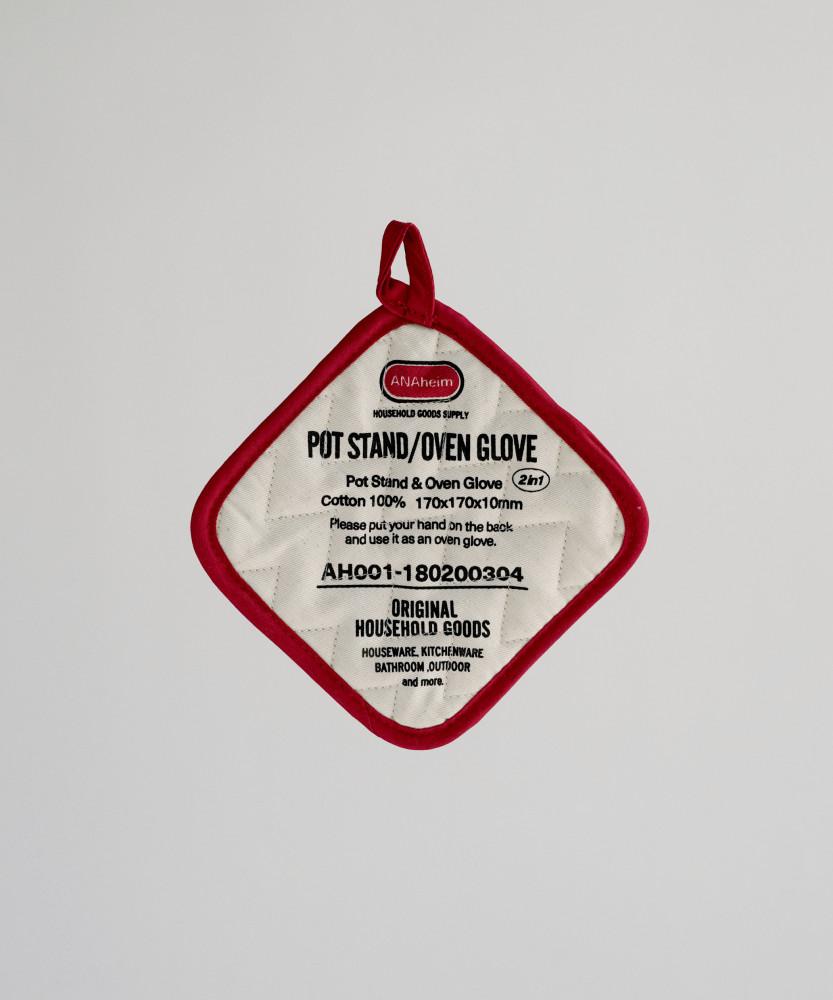 ANAheim
HOUSEHOLD GOODS SUPPLY
POT STAND/OVEN GLOVE
Pot Stand & Oven Glove 2in1
Cotton 100% 170x170x10mm
Please put your hand on the back
and use it as an oven glove.
AH001-180200304
ORIGINAL
HOUSEHOLD GOODS
HOUSEWARE, KITCHENWARE
BATHROOM ,OUTDOOR
and more.